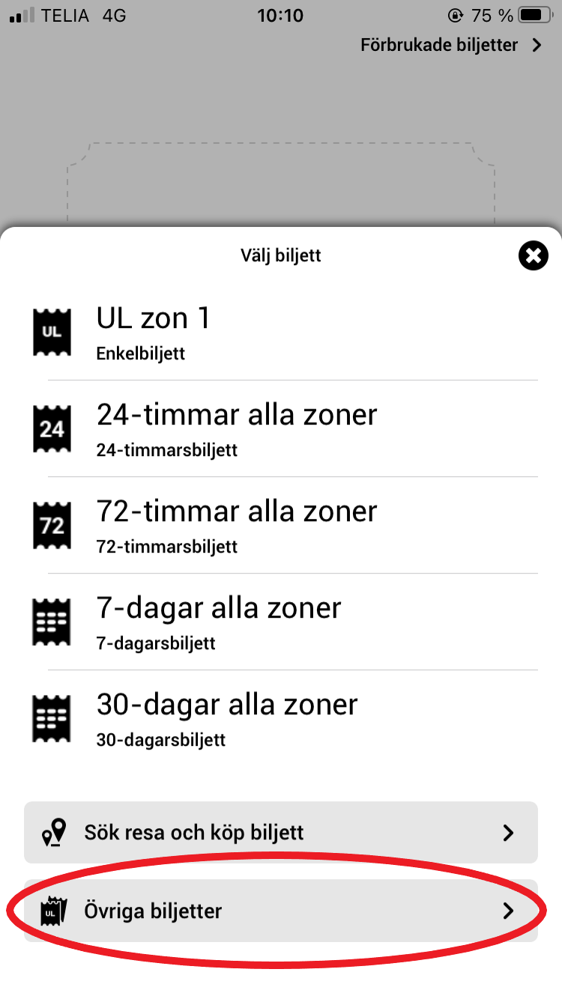 TELIA 4G 10:10 75 %
Förbrukade biljetter
Välj biljett
UL
UL zon 1
Enkelbiljett
24
24-timmar alla zoner
24-timmarsbiljett
72
72-timmar alla zoner
72-timmarsbiljett
7-dagar alla zoner
7-dagarsbiljett
30-dagar alla zoner
30-dagarsbiljett
Sök resa och köp biljett
UL
Övriga biljetter